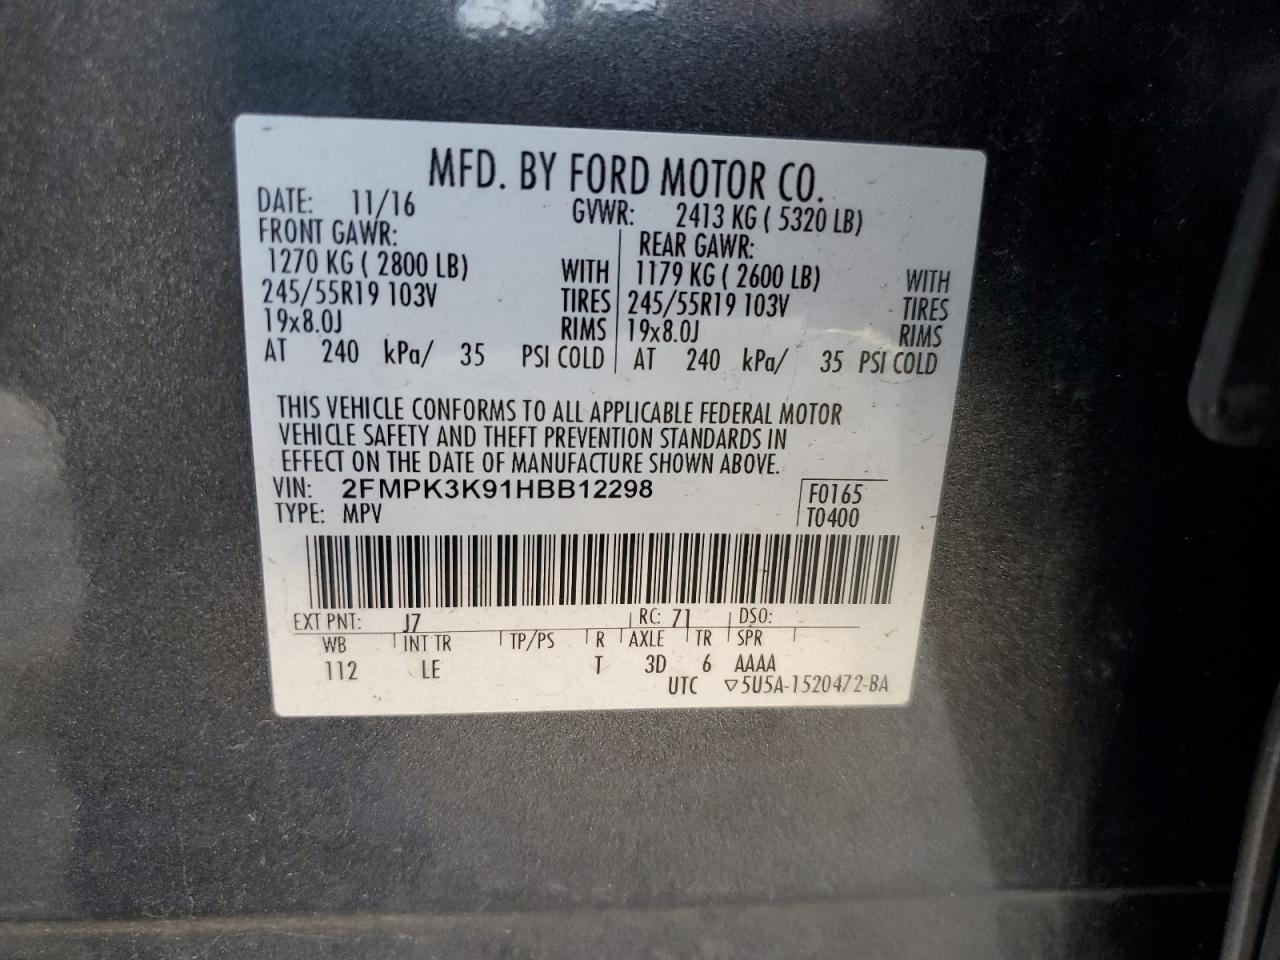 MFD. BY FORD MOTOR CO.
DATE: 11/16 GVWR: 2413 KG ( 5320 LB)
FRONT GAWR: REAR GAWR:
1270 KG ( 2800 LB) WITH 1179 KG ( 2600 LB) WITH
245/55R19 103V TIRES 245/55R19 103V TIRES
19x8.0J RIMS 19x8.0J RIMS
AT 240 kPa/ 35 PSI COLD AT 240 kPa/ 35 PSI COLD
THIS VEHICLE CONFORMS TO ALL APPLICABLE FEDERAL MOTOR
VEHICLE SAFETY AND THEFT PREVENTION STANDARDS IN
EFFECT ON THE DATE OF MANUFACTURE SHOWN ABOVE.
VIN: 2FMPK3K91HBB12298 F0165
TYPE: MPV T0400
EXT PNT: J7 RC: 71 DSO:
WB INT TR TP/PS R AXLE TR SPR
112 LE T 3D 6 AAAA
UTC ▽5U5A-1520472-BA